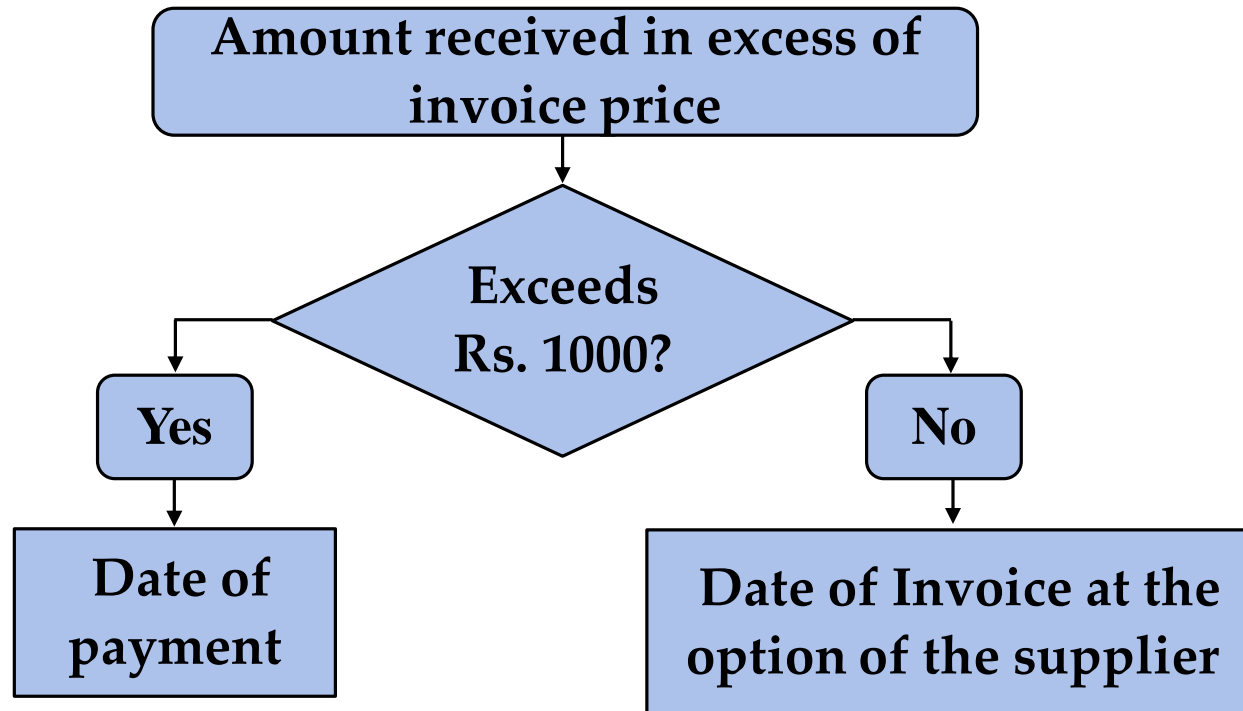 Amount received in excess of
invoice price
Exceeds
Rs. 1000?
Yes
No
Date of
payment
Date of Invoice at the
option of the supplier